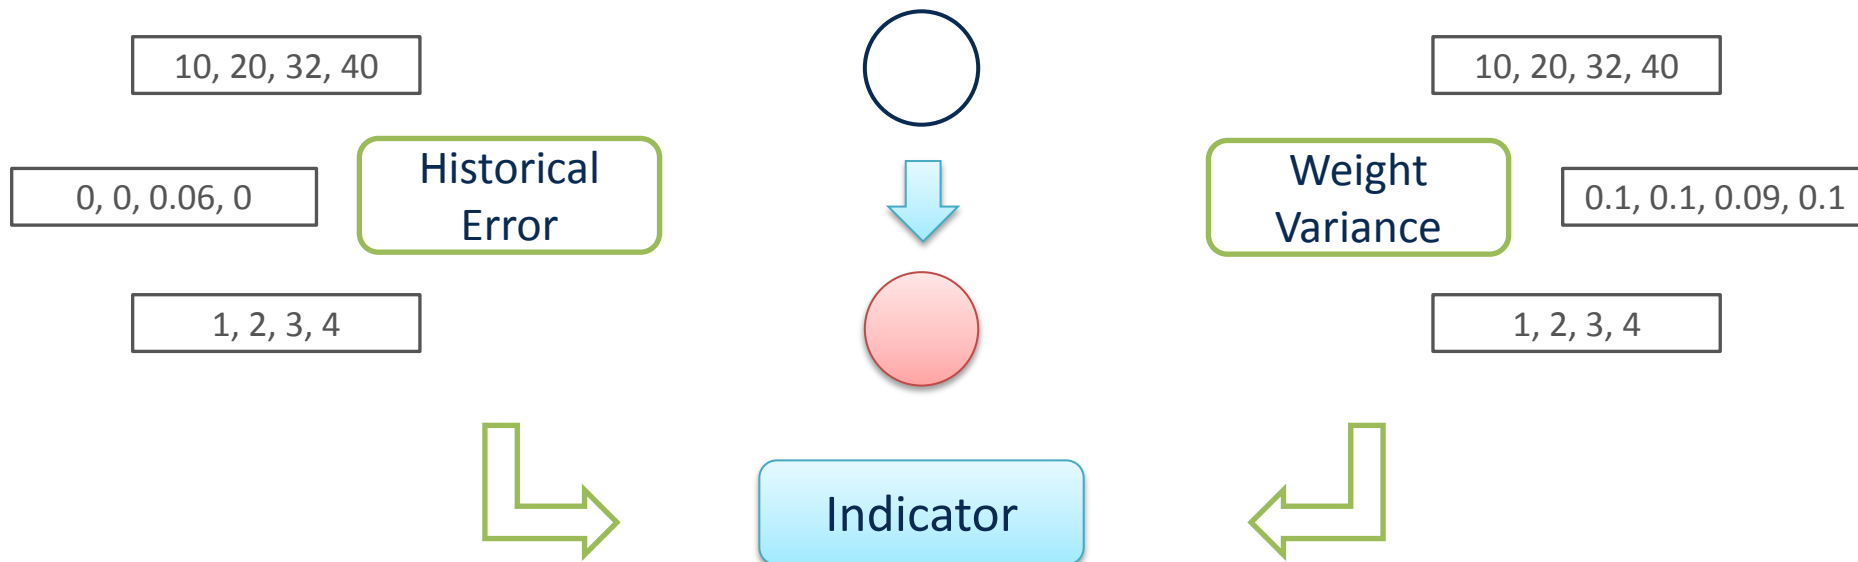 10, 20, 32, 40
10, 20, 32, 40
Historical
Error
0, 0, 0.06, 0
Weight
Variance
0.1, 0.1, 0.09, 0.1
1, 2, 3, 4
1, 2, 3, 4
Indicator